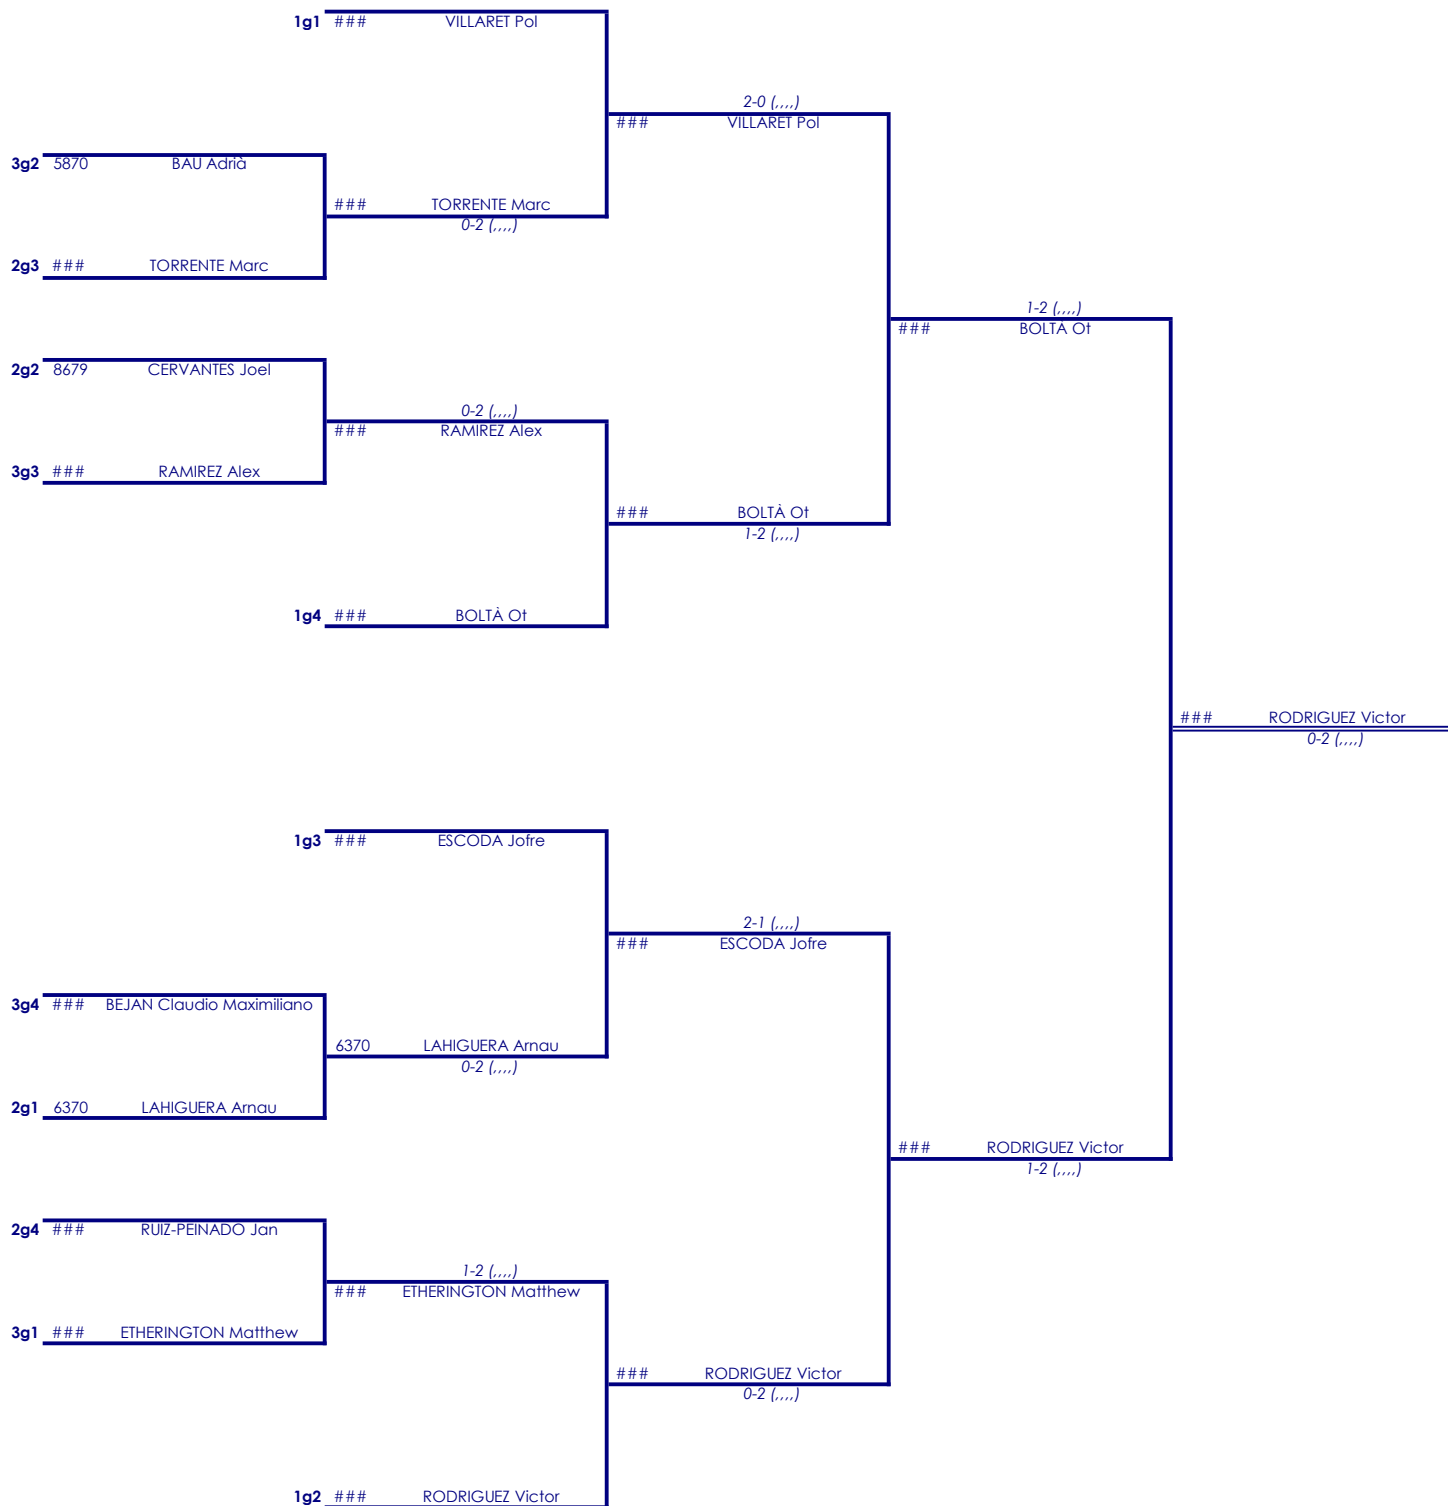 1g1 ### VILLARET Pol
2-0 (,,,,)
### VILLARET Pol
3g2 5870 BAU Adrià
### TORRENTE Marc
0-2 (,,,,)
2g3 ### TORRENTE Marc
1-2 (,,,,)
### BOLTÀ Ot
2g2 8679 CERVANTES Joel
0-2 (,,,,)
### RAMIREZ Alex
3g3 ### RAMIREZ Alex
### BOLTÀ Ot
1-2 (,,,,)
1g4 ### BOLTÀ Ot
### RODRIGUEZ Victor
0-2 (,,,,)
1g3 ### ESCODA Jofre
2-1 (,,,,)
### ESCODA Jofre
3g4 ### BEJAN Claudio Maximiliano
6370 LAHIGUERA Arnau
0-2 (,,,,)
2g1 6370 LAHIGUERA Arnau
### RODRIGUEZ Victor
1-2 (,,,,)
2g4 ### RUIZ-PEINADO Jan
1-2 (,,,,)
### ETHERINGTON Matthew
3g1 ### ETHERINGTON Matthew
### RODRIGUEZ Victor
0-2 (,,,,)
1g2 ### RODRIGUEZ Victor